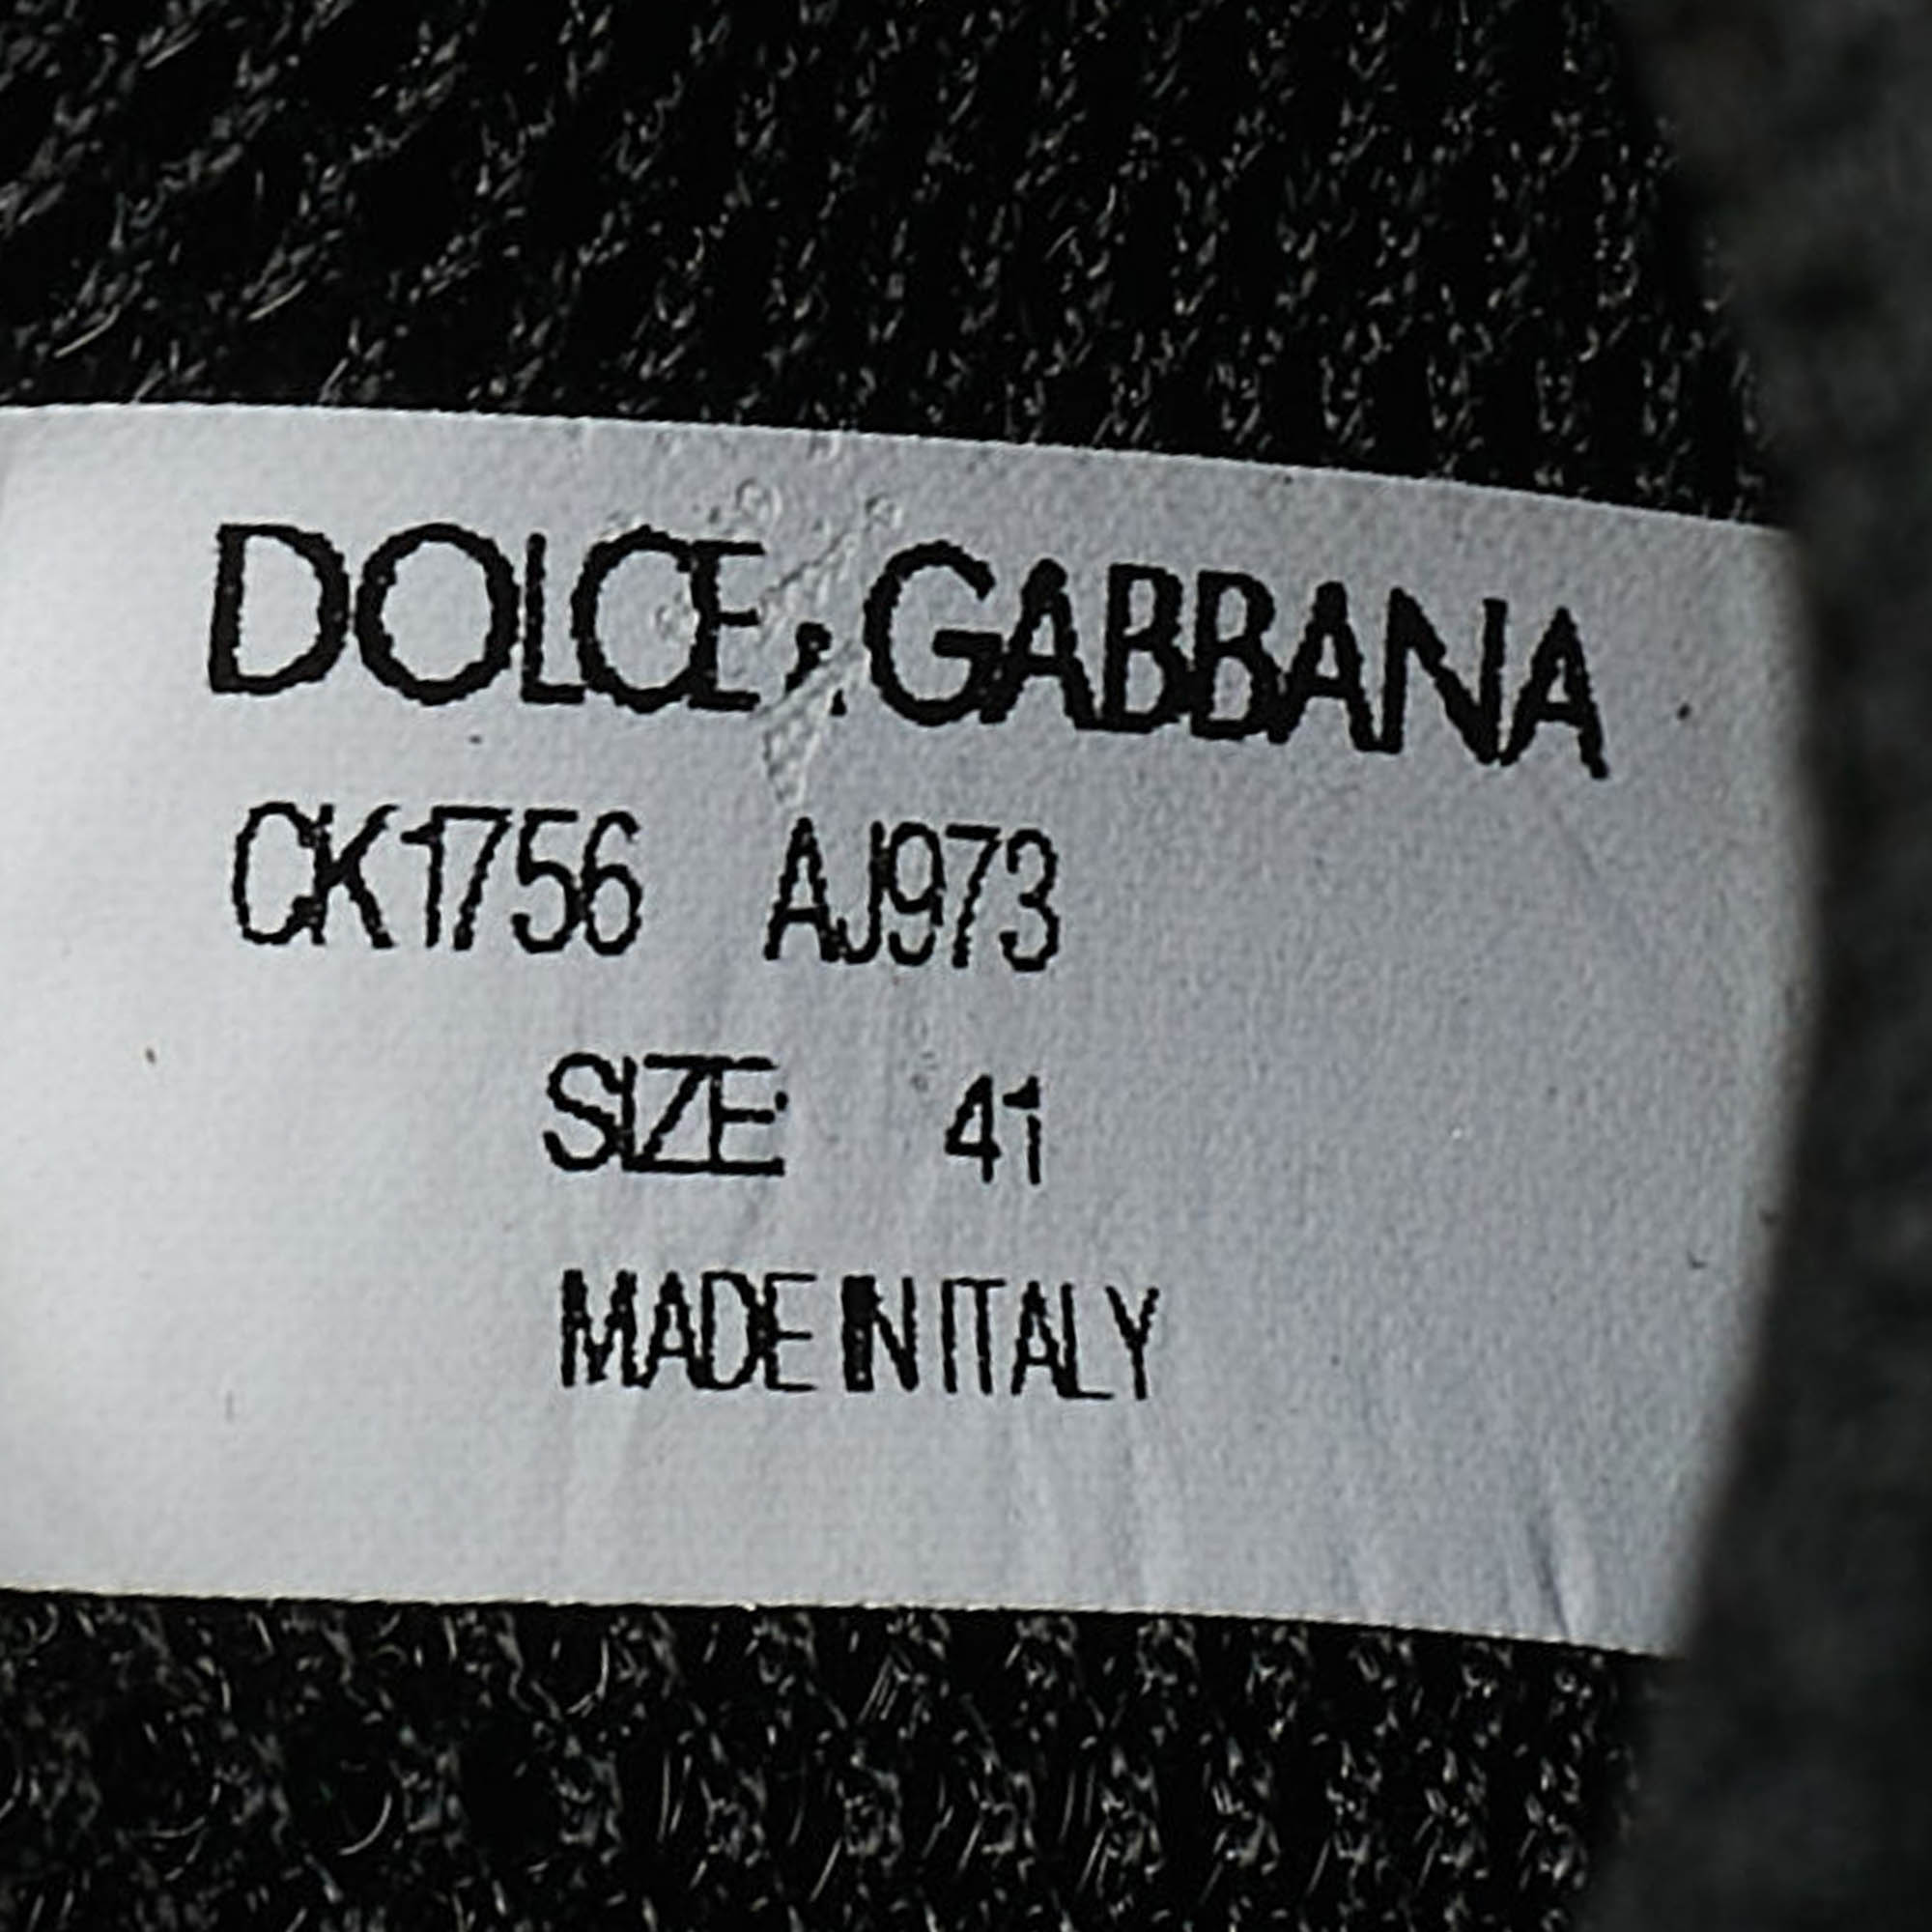 DOLCE & GABBANA
CK1756 AJ973
SIZE 41
MADE IN ITALY